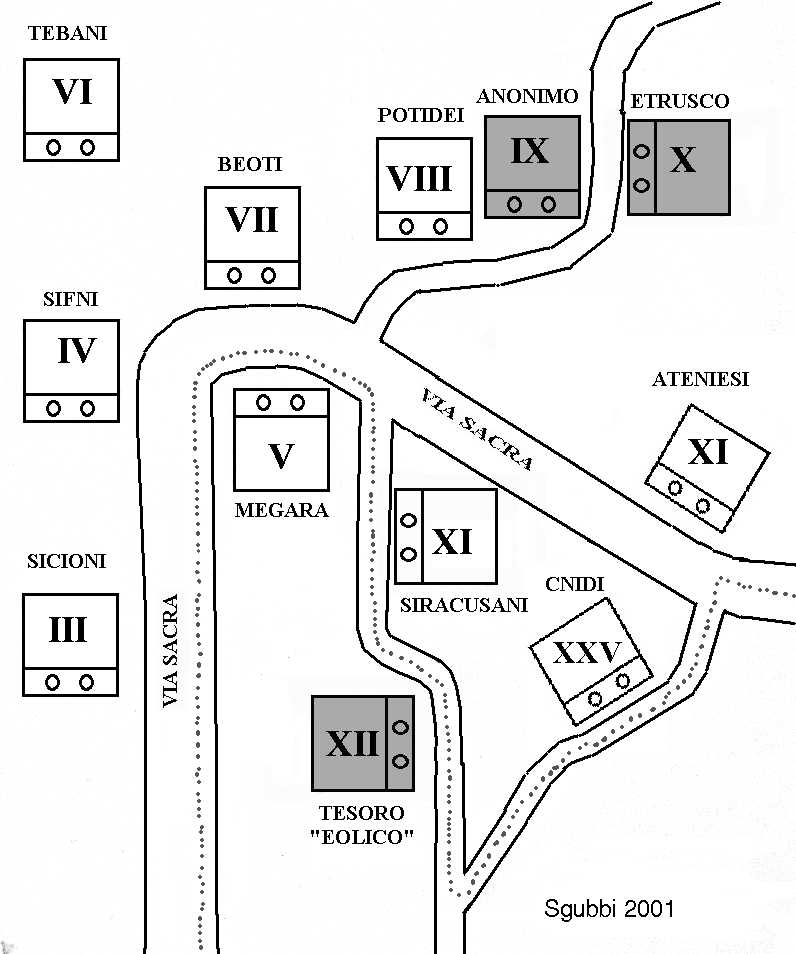 TEBANI
VI
ANONIMO
ETRUSCO
POTIDEI
IX
X
VIII
BEOTI
VII
SIFNI
IV
VIA SACRA
ATENIESI
XI
V
MEGARA
XI
SIRACUSANI
SICIONI
III
VIA SACRA
CNIDI
XXV
XII
TESORO
"EOLICO"
Sgubbi 2001